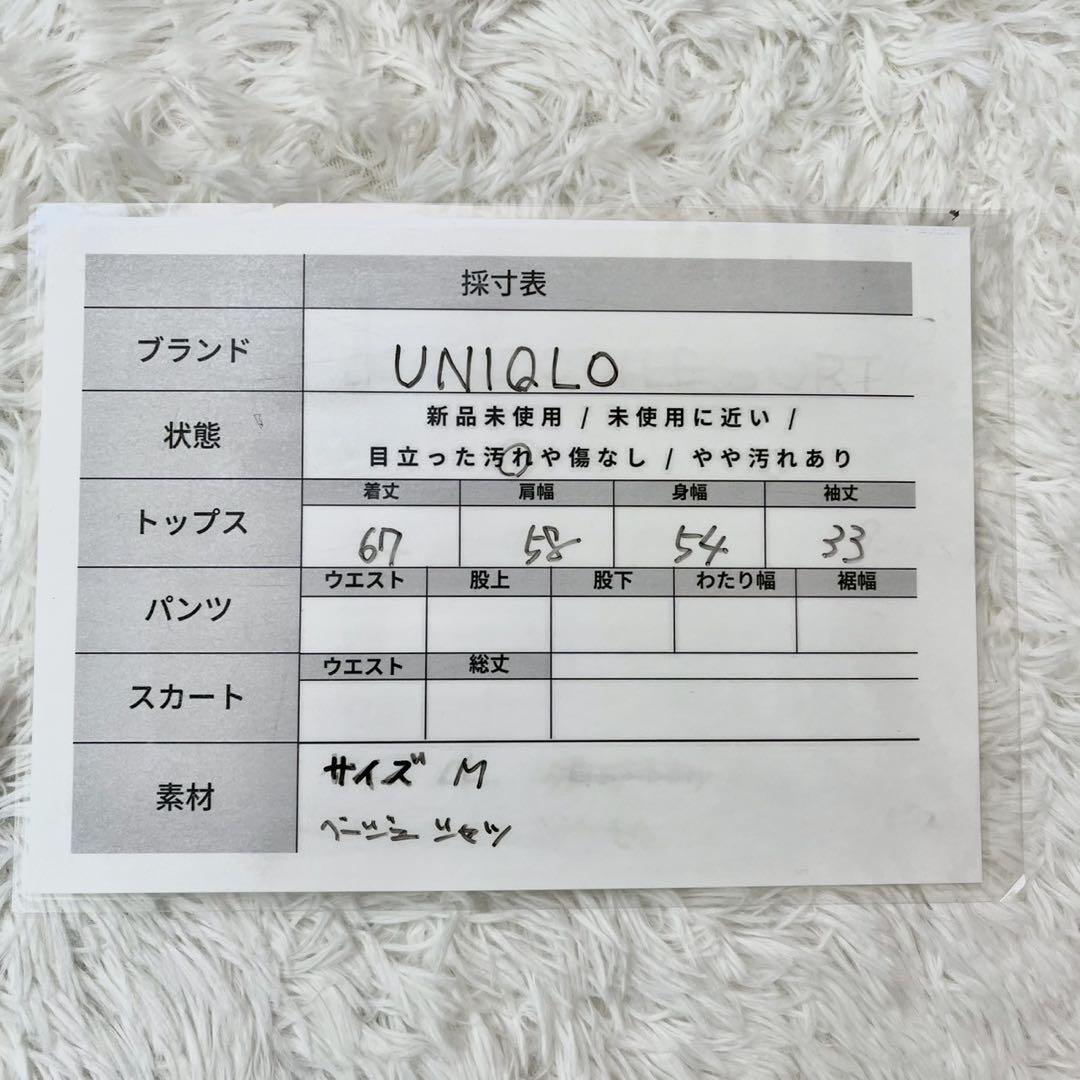 採寸表
ブランド
UNIQLO
状態
新品未使用 / 未使用に近い /
目立った汚れや傷なし / やや汚れあり
トップス
着丈 肩幅 身幅 袖丈
67 58 54 33
パンツ
ウエスト 股上 股下 わたり幅 裾幅
スカート
ウエスト 総丈
素材
サイズ M
ベージュ シャツ